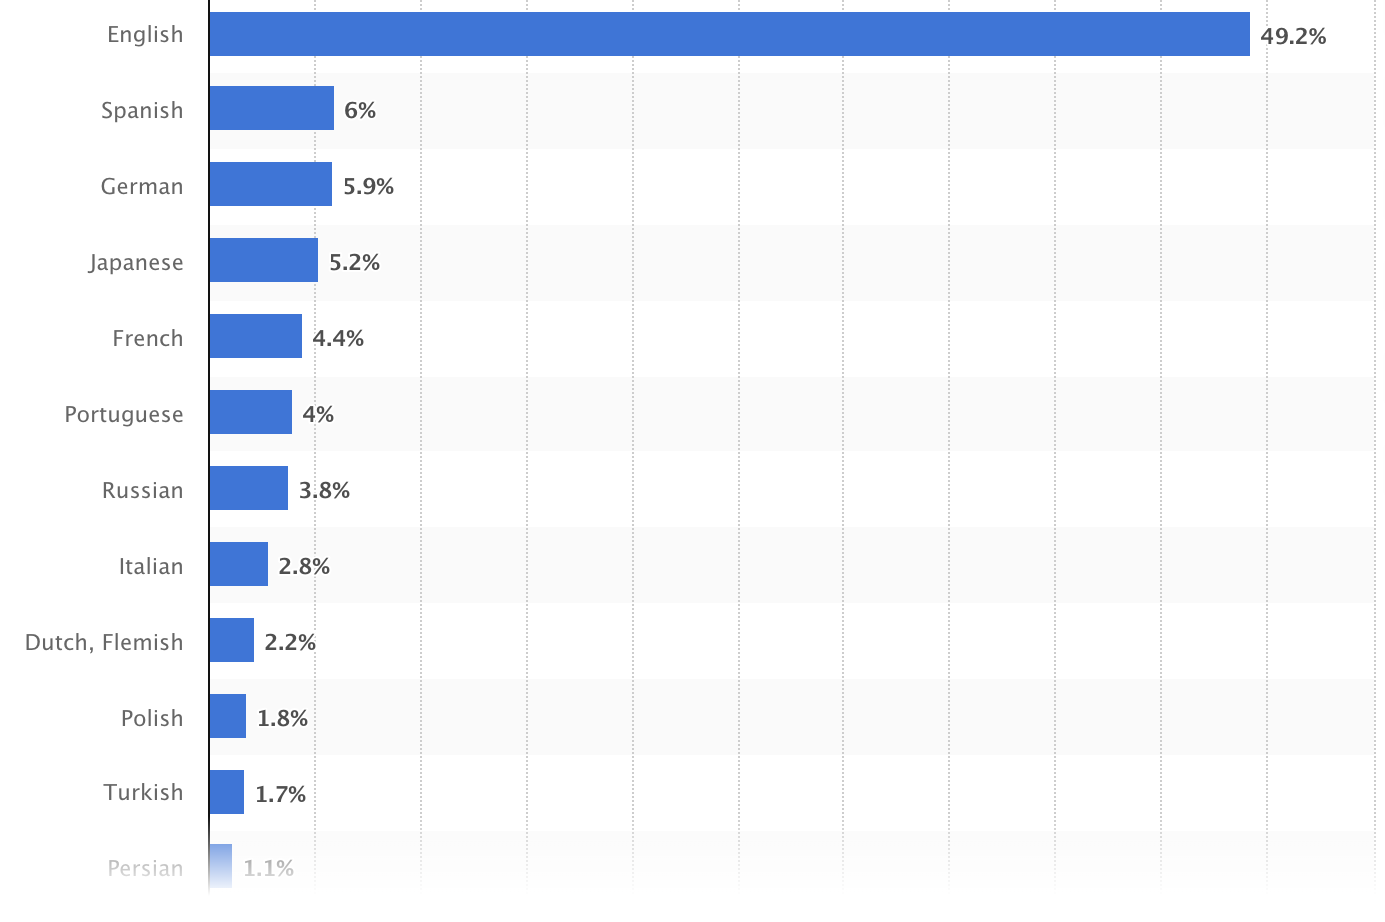 English 49.2%
Spanish 6%
German 5.9%
Japanese 5.2%
French 4.4%
Portuguese 4%
Russian 3.8%
Italian 2.8%
Dutch, Flemish 2.2%
Polish 1.8%
Turkish 1.7%
Persian 1.1%